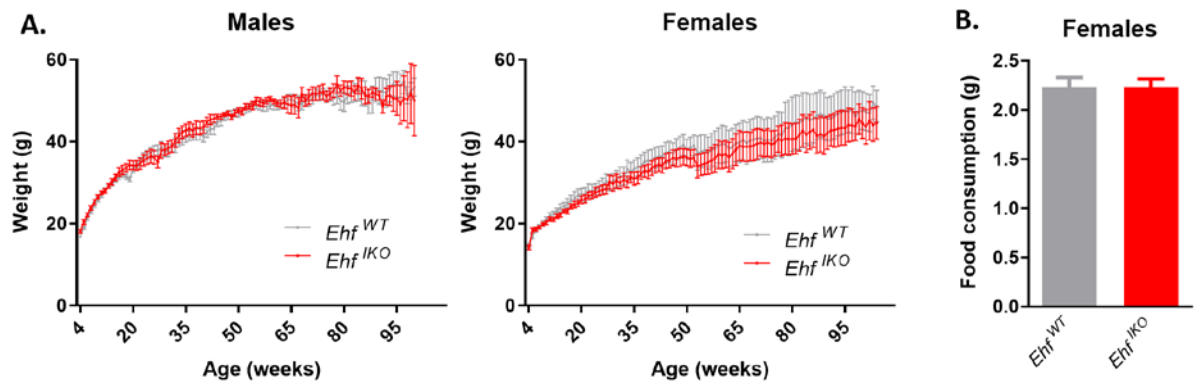 A.
Males
Weight (g)
60
40
20
0
4
20
35
50
65
80
95
Age (weeks)
Ehf WT
Ehf IKO
Females
Weight (g)
60
40
20
0
4
20
35
50
65
80
95
Age (weeks)
Ehf WT
Ehf IKO
B.
Females
Food consumption (g)
2.5
2.0
1.5
1.0
0.5
0.0
Ehf WT
Ehf IKO